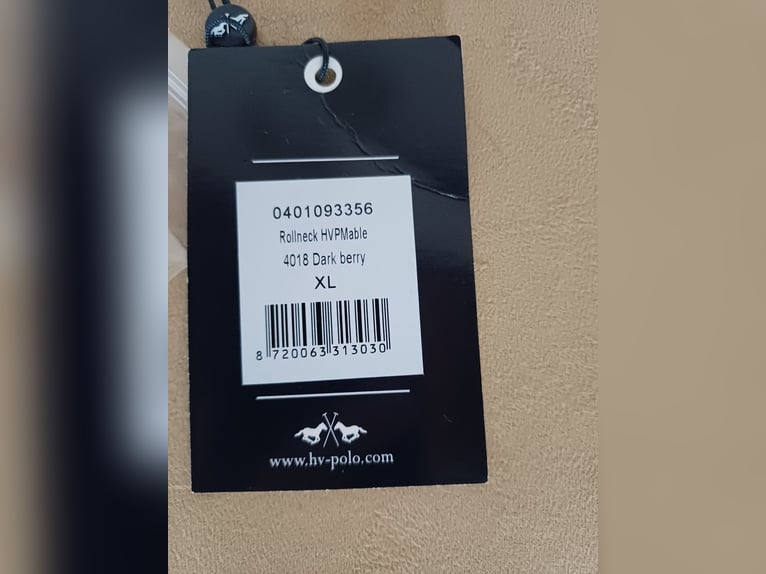 0401093356
Rollneck HVPMable
4018 Dark berry
XL
8 720063 313030
www.hv-polo.com